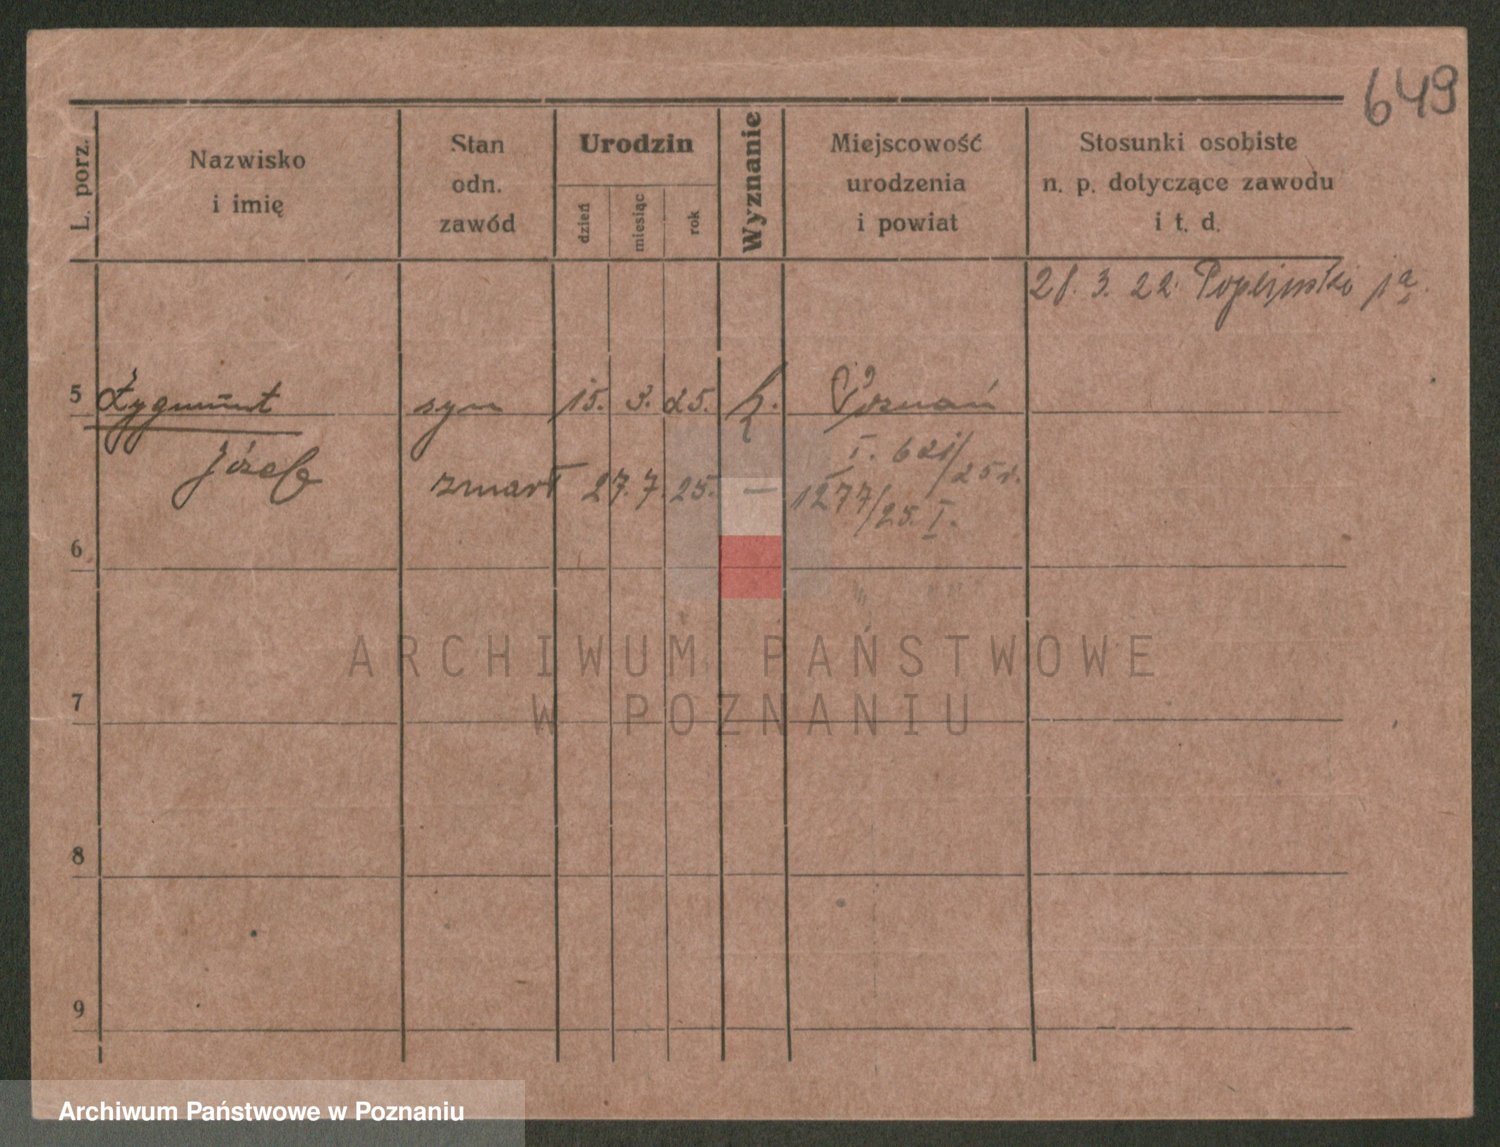 649
L. porz.
Nazwisko
i imię
Stan
odn.
zawód
Urodzin
dzień
miesiąc
rok
Wyznanie
Miejscowość
urodzenia
i powiat
Stosunki osobiste
n. p. dotyczące zawodu
i t. d.
3. 22.
5 Zygmunt syn 15. 3. 25. k. Poznań
Józef I. 621/25
zmarł 27. 7. 25. — 1277/25. I.
6
7
8
9
ARCHIWUM PAŃSTWOWE
W POZNANIU
Archiwum Państwowe w Poznaniu